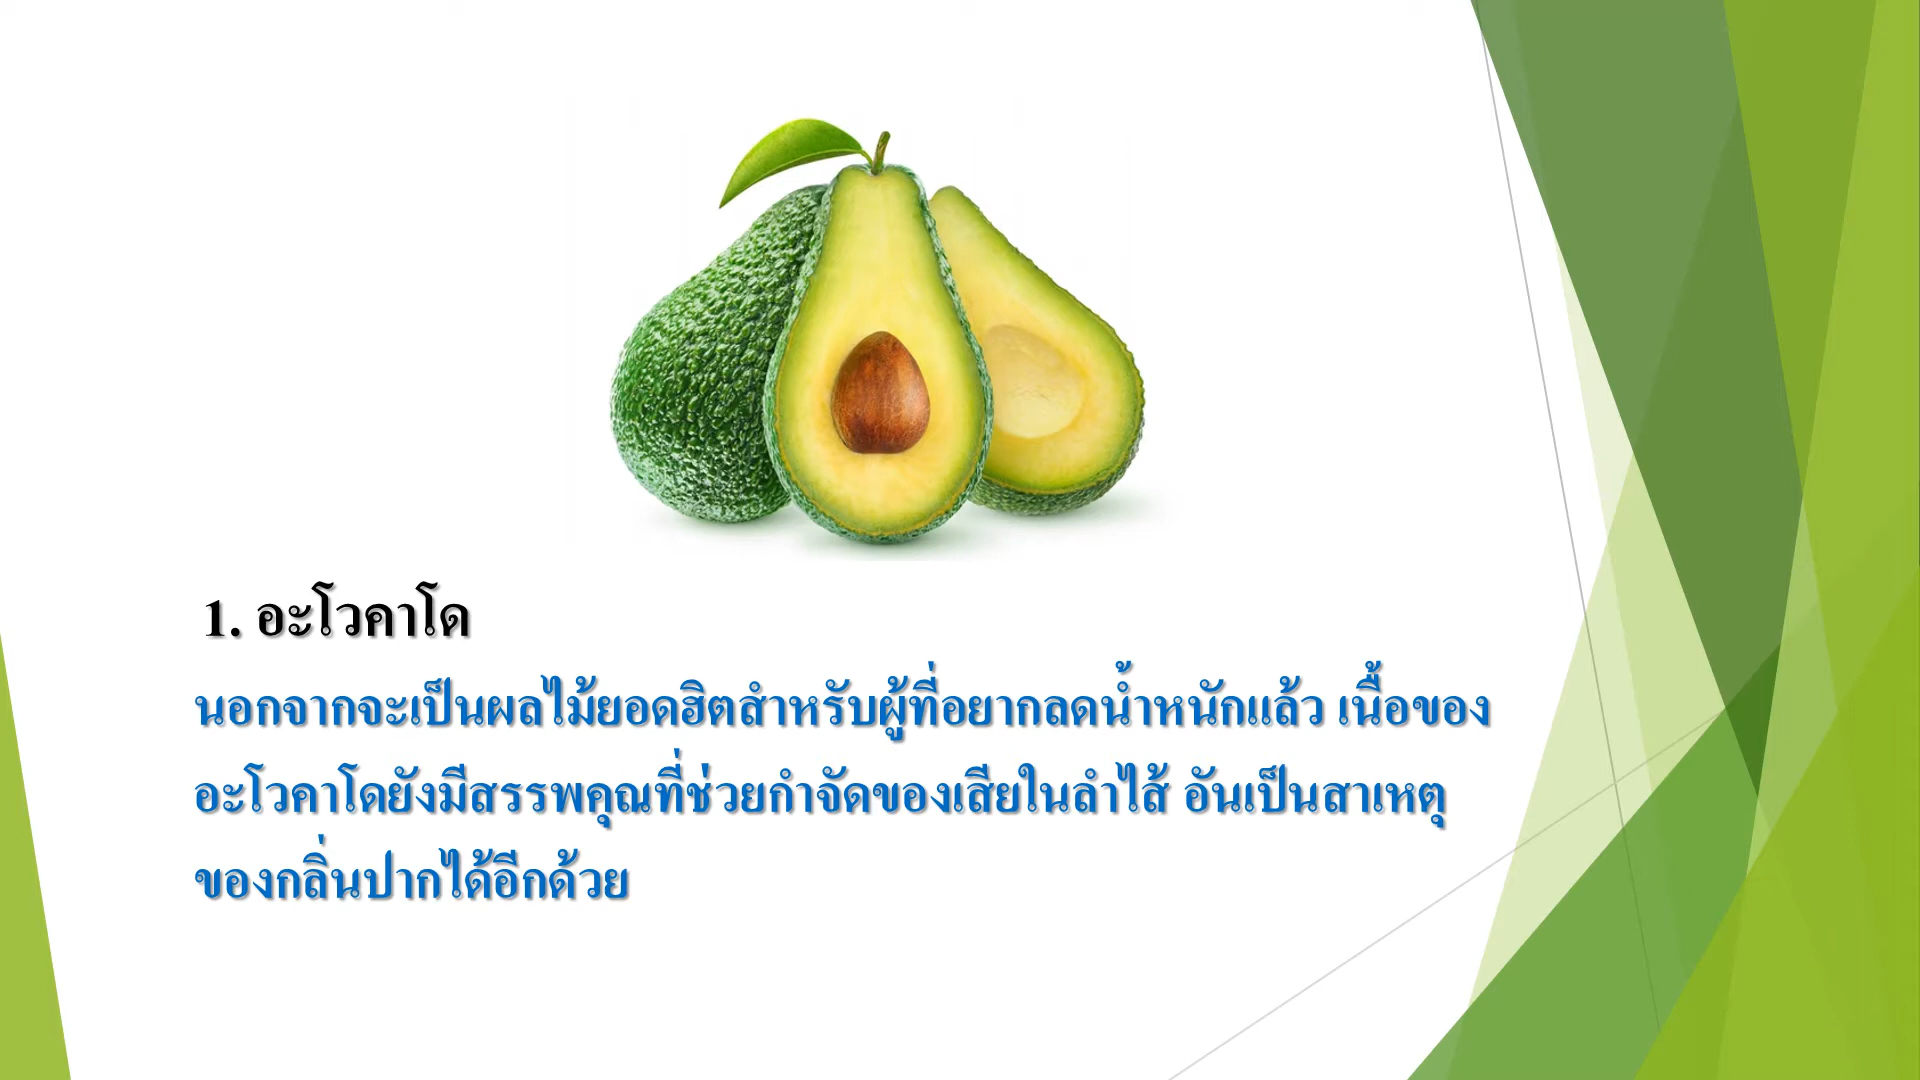 1. อะโวคาโด
นอกจากจะเป็นผลไม้ยอดฮิตสำหรับผู้ที่อยากลดน้ำหนักแล้ว เนื้อของ
อะโวคาโดยังมีสรรพคุณที่ช่วยกำจัดของเสียในลำไส้ อันเป็นสาเหตุ
ของกลิ่นปากได้อีกด้วย